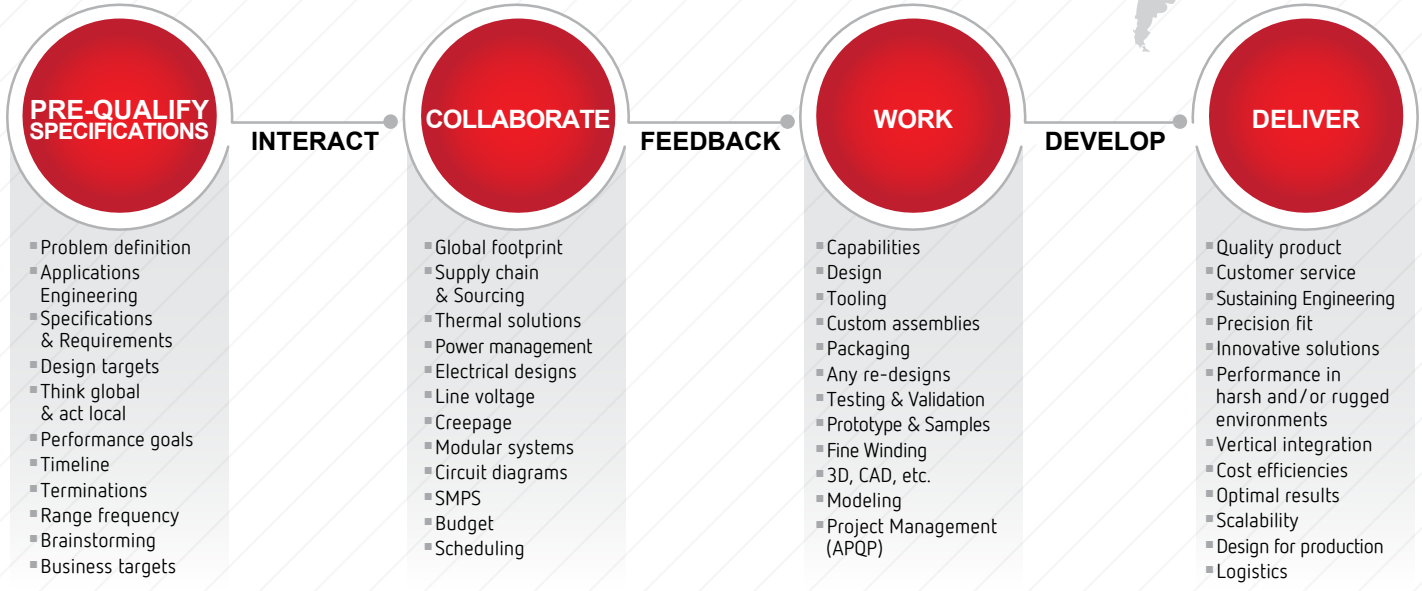 PRE-QUALIFY
SPECIFICATIONS
INTERACT
COLLABORATE
FEEDBACK
WORK
DEVELOP
DELIVER
Problem definition
Applications
Engineering
Specifications
& Requirements
Design targets
Think global
& act local
Performance goals
Timeline
Terminations
Range frequency
Brainstorming
Business targets
Global footprint
Supply chain
& Sourcing
Thermal solutions
Power management
Electrical designs
Line voltage
Creepage
Modular systems
Circuit diagrams
SMPS
Budget
Scheduling
Capabilities
Design
Tooling
Custom assemblies
Packaging
Any re-designs
Testing & Validation
Prototype & Samples
Fine Winding
3D, CAD, etc.
Modeling
Project Management
(APQP)
Quality product
Customer service
Sustaining Engineering
Precision fit
Innovative solutions
Performance in
harsh and/or rugged
environments
Vertical integration
Cost efficiencies
Optimal results
Scalability
Design for production
Logistics